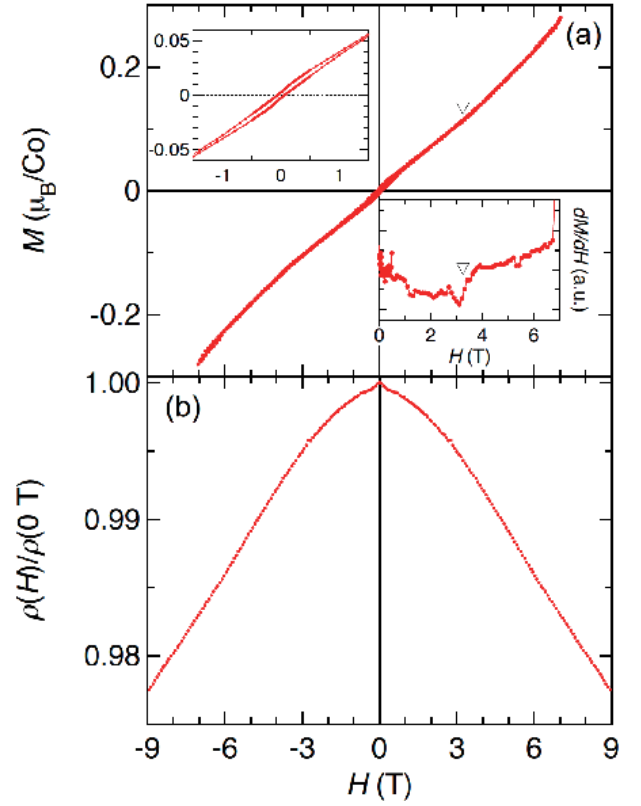 (a)
M (μB/Co)
0.2
0
-0.2
0.05
0
-0.05
-1 0 1
dM/dH (a.u.)
0 2 4 6
H (T)
(b)
ρ(H)/ρ(0 T)
1.00
0.99
0.98
-9 -6 -3 0 3 6 9
H (T)